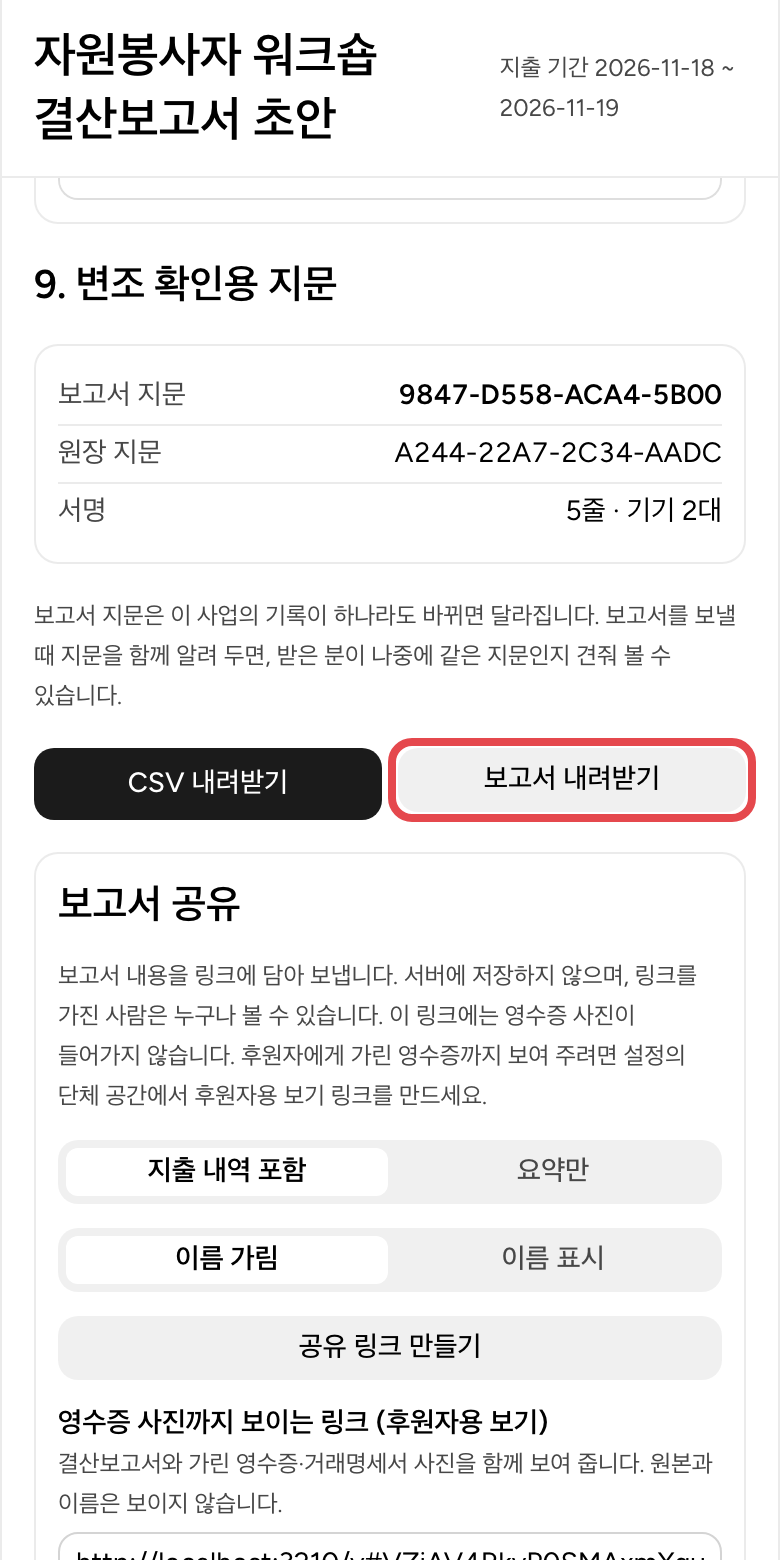 자원봉사자 워크숍
결산보고서 초안
지출 기간 2026-11-18 ~
2026-11-19
9. 변조 확인용 지문
보고서 지문 9847-D558-ACA4-5B00
원장 지문 A244-22A7-2C34-AADC
서명 5줄 · 기기 2대
보고서 지문은 이 사업의 기록이 하나라도 바뀌면 달라집니다. 보고서를 보낼
때 지문을 함께 알려 두면, 받은 분이 나중에 같은 지문인지 견줘 볼 수
있습니다.
CSV 내려받기 보고서 내려받기
보고서 공유
보고서 내용을 링크에 담아 보냅니다. 서버에 저장하지 않으며, 링크를
가진 사람은 누구나 볼 수 있습니다. 이 링크에는 영수증 사진이
들어가지 않습니다. 후원자에게 가린 영수증까지 보여 주려면 설정의
단체 공간에서 후원자용 보기 링크를 만드세요.
지출 내역 포함 요약만
이름 가림 이름 표시
공유 링크 만들기
영수증 사진까지 보이는 링크 (후원자용 보기)
결산보고서와 가린 영수증·거래명세서 사진을 함께 보여 줍니다. 원본과
이름은 보이지 않습니다.